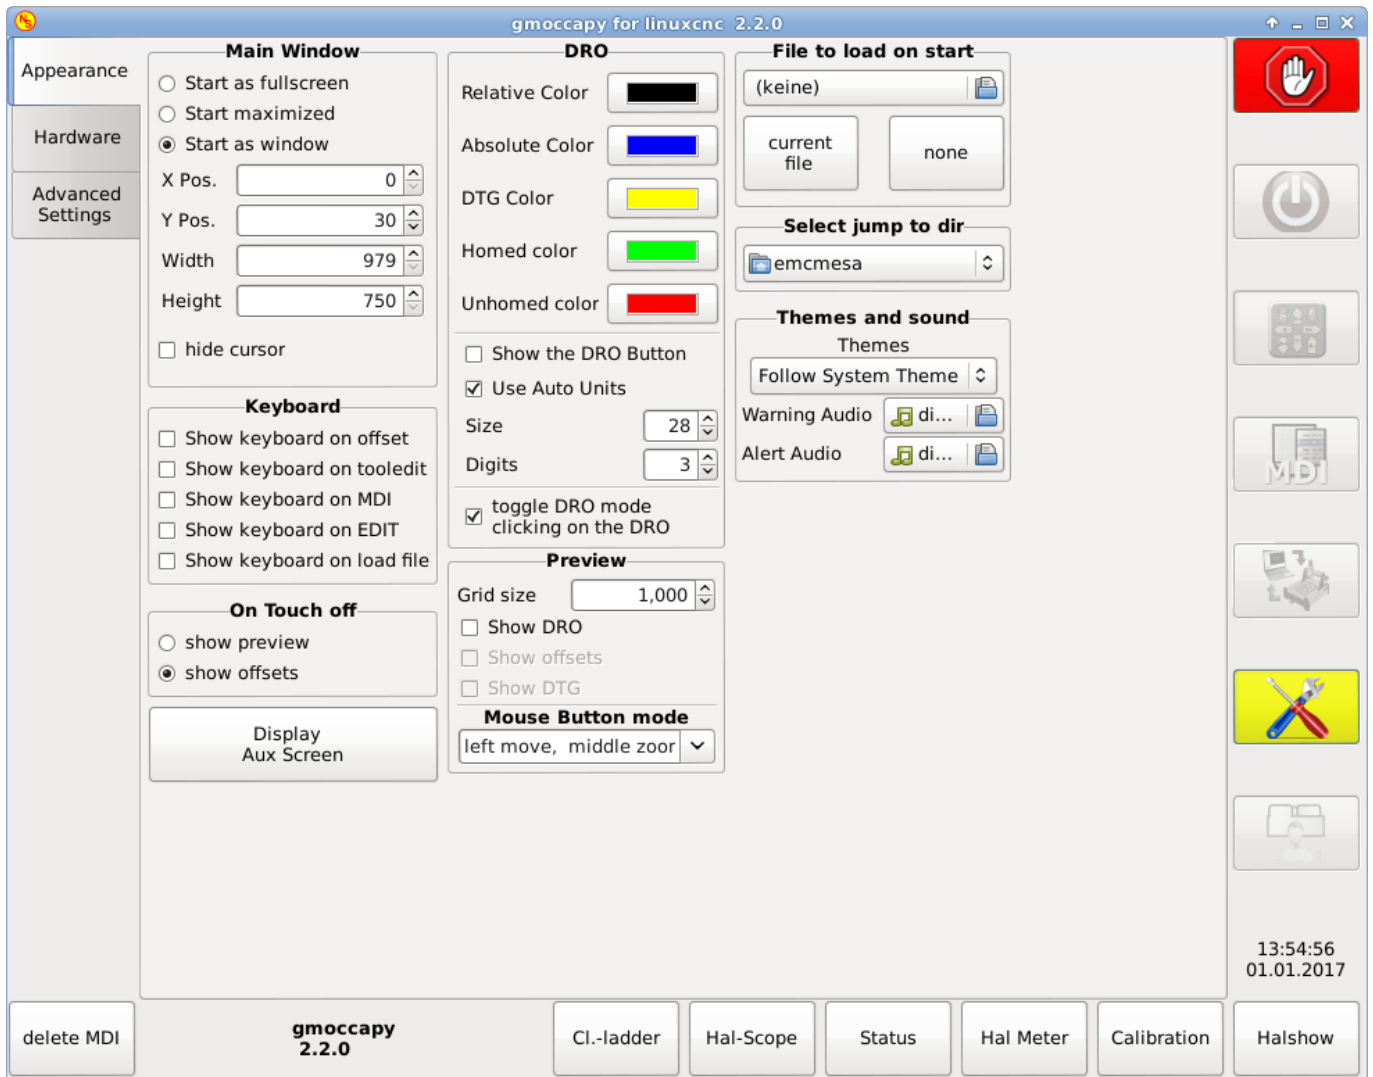 gmoccapy for linuxcnc 2.2.0
Appearance
Hardware
Advanced
Settings
Main Window
Start as fullscreen
Start maximized
Start as window
X Pos. 0
Y Pos. 30
Width 979
Height 750
hide cursor
Keyboard
Show keyboard on offset
Show keyboard on tooledit
Show keyboard on MDI
Show keyboard on EDIT
Show keyboard on load file
On Touch off
show preview
show offsets
Display
Aux Screen
DRO
Relative Color
Absolute Color
DTG Color
Homed color
Unhomed color
Show the DRO Button
Use Auto Units
Size 28
Digits 3
toggle DRO mode
clicking on the DRO
Preview
Grid size 1,000
Show DRO
Show offsets
Show DTG
Mouse Button mode
left move, middle zoor
File to load on start
(keine)
current
file
none
Select jump to dir
emcmesa
Themes and sound
Themes
Follow System Theme
Warning Audio di...
Alert Audio di...
MDI
13:54:56
01.01.2017
delete MDI
gmoccapy
2.2.0
Cl.-ladder
Hal-Scope
Status
Hal Meter
Calibration
Halshow